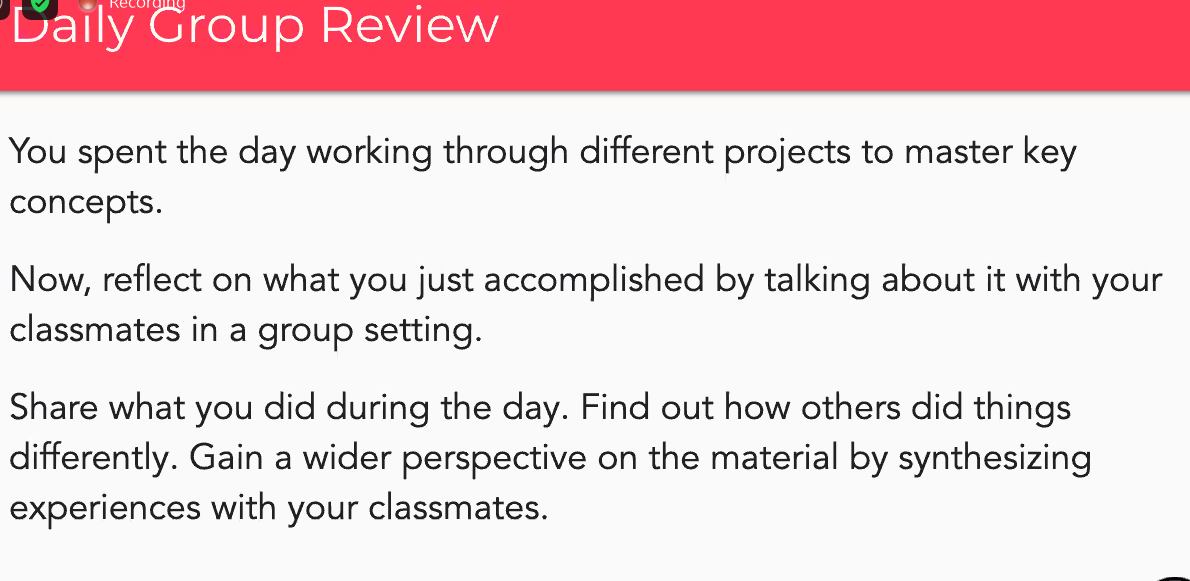 Recording
Daily Group Review
You spent the day working through different projects to master key
concepts.
Now, reflect on what you just accomplished by talking about it with your
classmates in a group setting.
Share what you did during the day. Find out how others did things
differently. Gain a wider perspective on the material by synthesizing
experiences with your classmates.